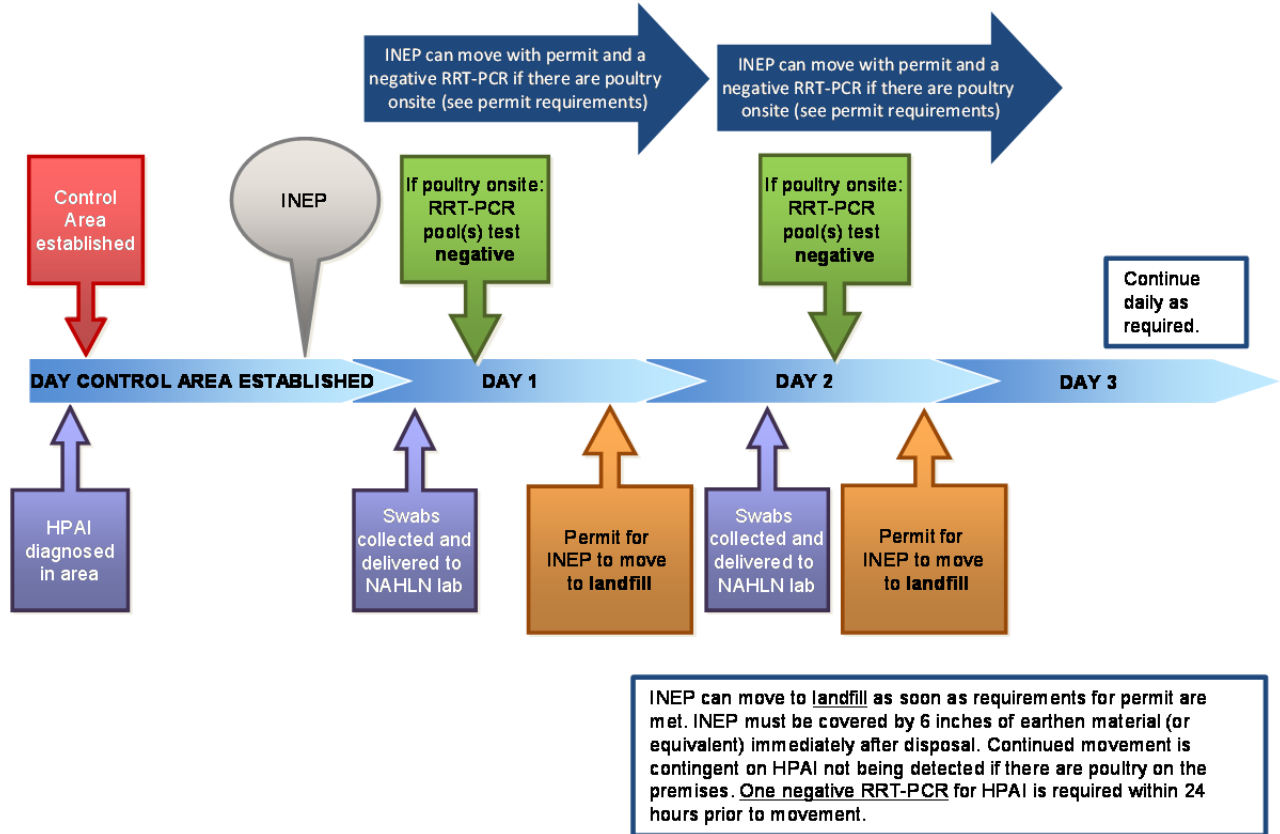 INEP can move with permit and a
negative RRT-PCR if there are poultry
onsite (see permit requirements)
INEP can move with permit and a
negative RRT-PCR if there are poultry
onsite (see permit requirements)
Control
Area
established
INEP
If poultry onsite:
RRT-PCR
pool(s) test
negative
If poultry onsite:
RRT-PCR
pool(s) test
negative
Continue
daily as
required.
DAY CONTROL AREA ESTABLISHED
DAY 1
DAY 2
DAY 3
HPAI
diagnosed
in area
Swabs
collected and
delivered to
NAHLN lab
Permit for
INEP to move
to landfill
Swabs
collected and
delivered to
NAHLN lab
Permit for
INEP to move
to landfill
INEP can move to landfill as soon as requirements for permit are
met. INEP must be covered by 6 inches of earthen material (or
equivalent) immediately after disposal. Continued movement is
contingent on HPAI not being detected if there are poultry on the
premises. One negative RRT-PCR for HPAI is required within 24
hours prior to movement.